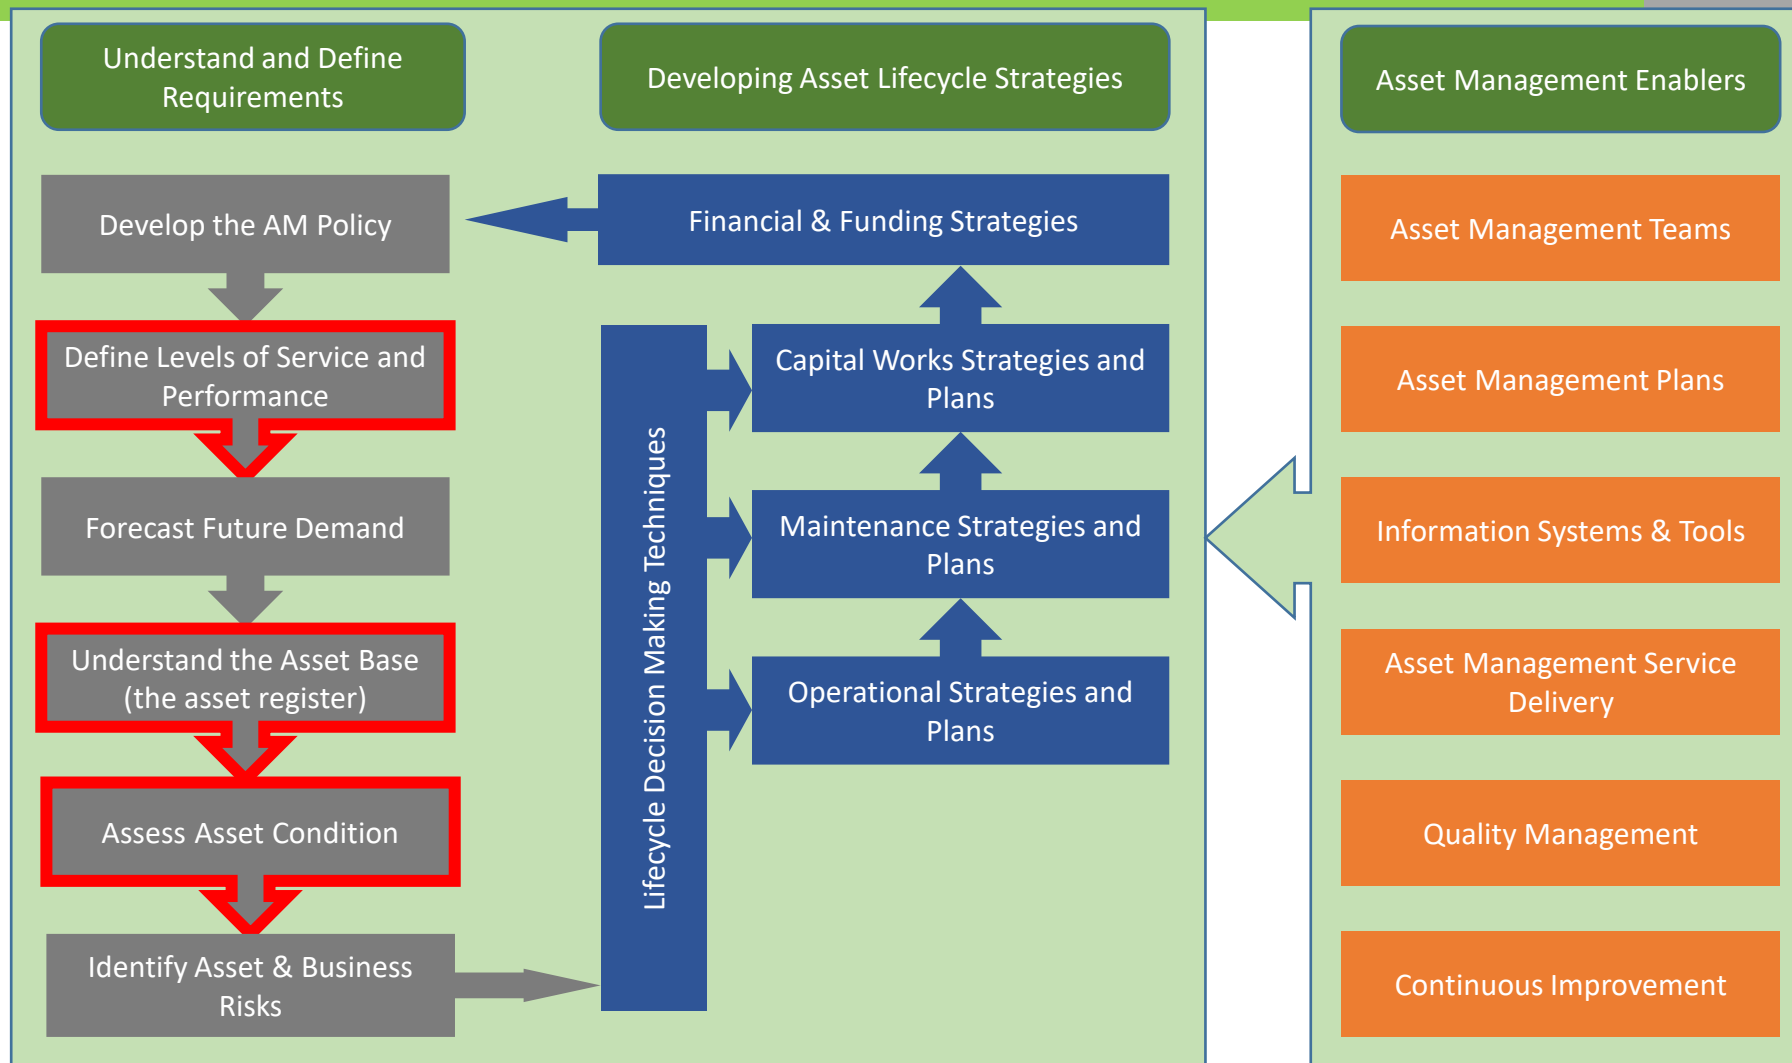 Understand and Define
Requirements
Developing Asset Lifecycle Strategies
Asset Management Enablers
Develop the AM Policy
Define Levels of Service and
Performance
Forecast Future Demand
Understand the Asset Base
(the asset register)
Assess Asset Condition
Identify Asset & Business
Risks
Financial & Funding Strategies
Lifecycle Decision Making Techniques
Capital Works Strategies and
Plans
Maintenance Strategies and
Plans
Operational Strategies and
Plans
Asset Management Teams
Asset Management Plans
Information Systems & Tools
Asset Management Service
Delivery
Quality Management
Continuous Improvement